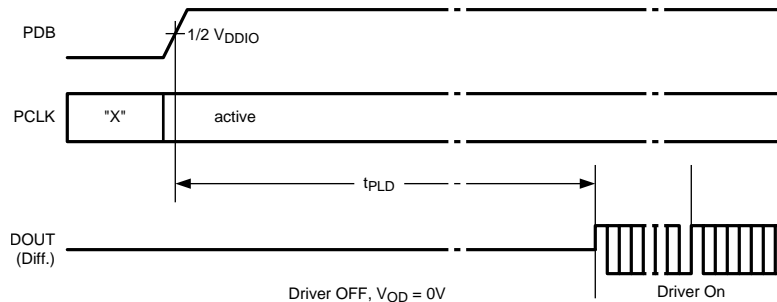 PDB
1/2 VDDIO
PCLK
"X"
active
tPLD
DOUT
(Diff.)
Driver OFF, VOD = 0V
Driver On